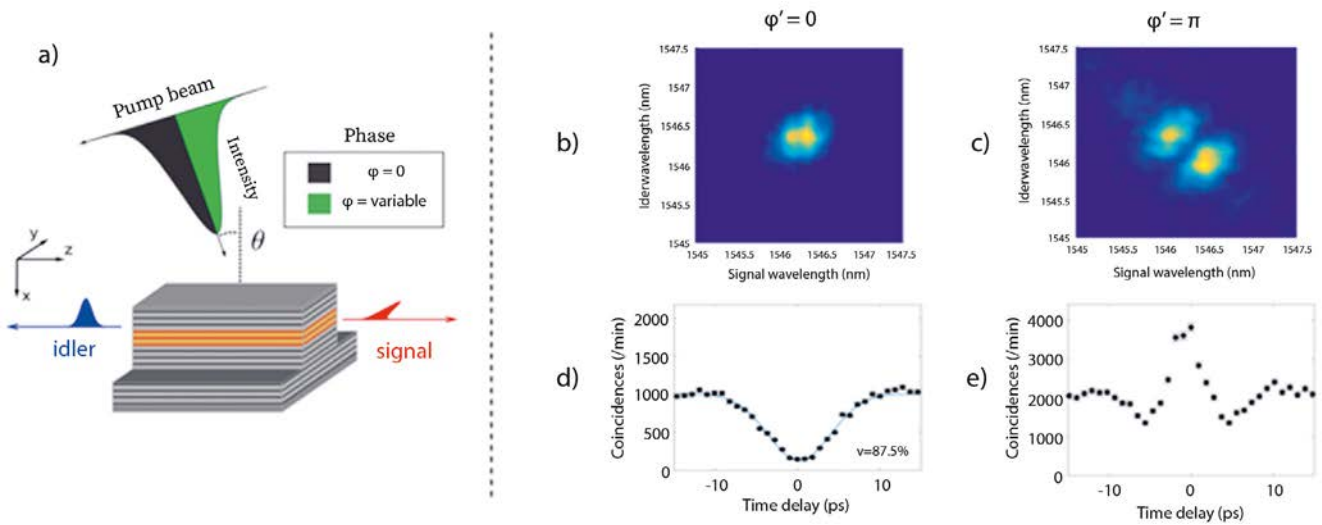 a)
Pump beam
Intensity
Phase
φ = 0
φ = variable
θ
y
z
x
idler
signal
φ′ = 0
b)
1547.5
1547
1546.5
1546
1545.5
1545
Iderwavelength (nm)
1545 1545.5 1546 1546.5 1547 1547.5
Signal wavelength (nm)
φ′ = π
c)
1547.5
1547
1546.5
1546
1545.5
1545
Iderwavelength (nm)
1545 1545.5 1546 1546.5 1547 1547.5
Signal wavelength (nm)
d)
2000
1500
1000
500
0
Coincidences (/min)
v=87.5%
-10 0 10
Time delay (ps)
e)
4000
3000
2000
1000
0
Coincidences (/min)
-10 0 10
Time delay (ps)